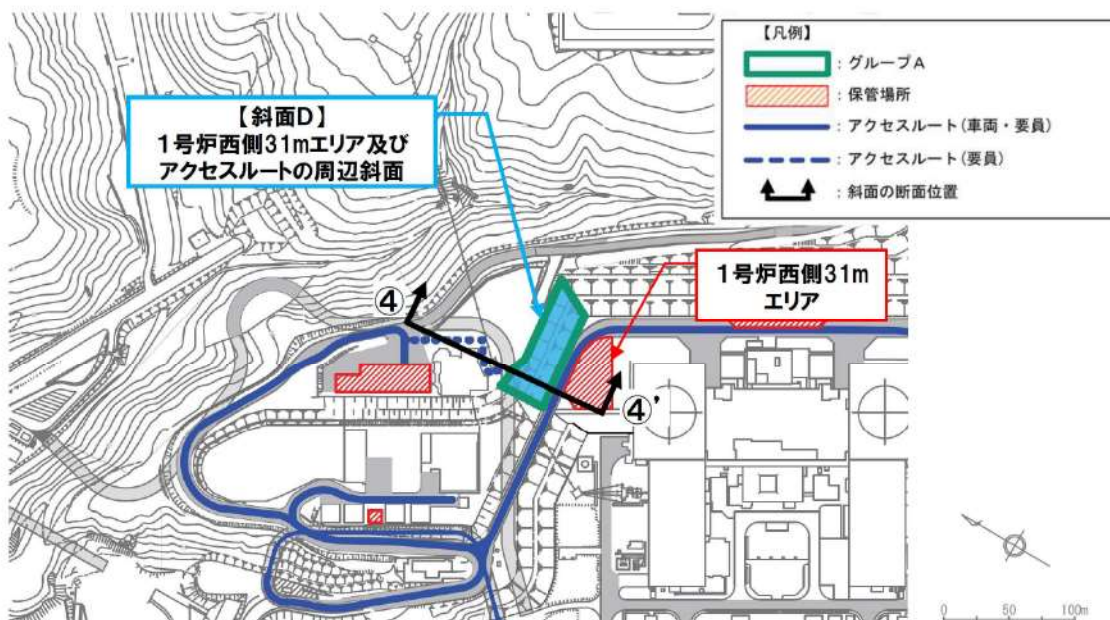 【凡例】
：グループA
：保管場所
：アクセスルート(車両・要員)
：アクセスルート(要員)
：斜面の断面位置
【斜面D】
1号炉西側31mエリア及び
アクセスルートの周辺斜面
1号炉西側31m
エリア
④
④'
0 50 100m